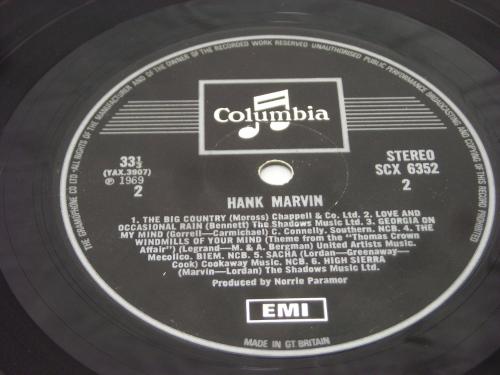 THE GRAMOPHONE CO LTD · ALL RIGHTS OF THE MANUFACTURER AND OF THE OWNER OF THE RECORDED WORK RESERVED UNAUTHORISED PUBLIC PERFORMANCE BROADCASTING AND COPYING OF THIS RECORD PROHIBITED
Columbia
33⅓
(YAX.3907)
℗ 1969
2
STEREO
SCX 6352
2
HANK MARVIN
1. THE BIG COUNTRY (Moross) Chappell & Co. Ltd. 2. LOVE AND
OCCASIONAL RAIN (Bennett) The Shadows Music Ltd. 3. GEORGIA ON
MY MIND (Gorrell—Carmichael) C. Connelly. Southern. NCB. 4. THE
WINDMILLS OF YOUR MIND (Theme from the "Thomas Crown
Affair") (Legrand—M. & A. Bergman) United Artists Music.
Mecolico. BIEM. NCB. 5. SACHA (Lordan—Greenaway—
Cook) Cookaway Music. NCB. 6. HIGH SIERRA
(Marvin—Lordan) The Shadows Music Ltd.
Produced by Norrie Paramor
EMI
MADE IN GT BRITAIN